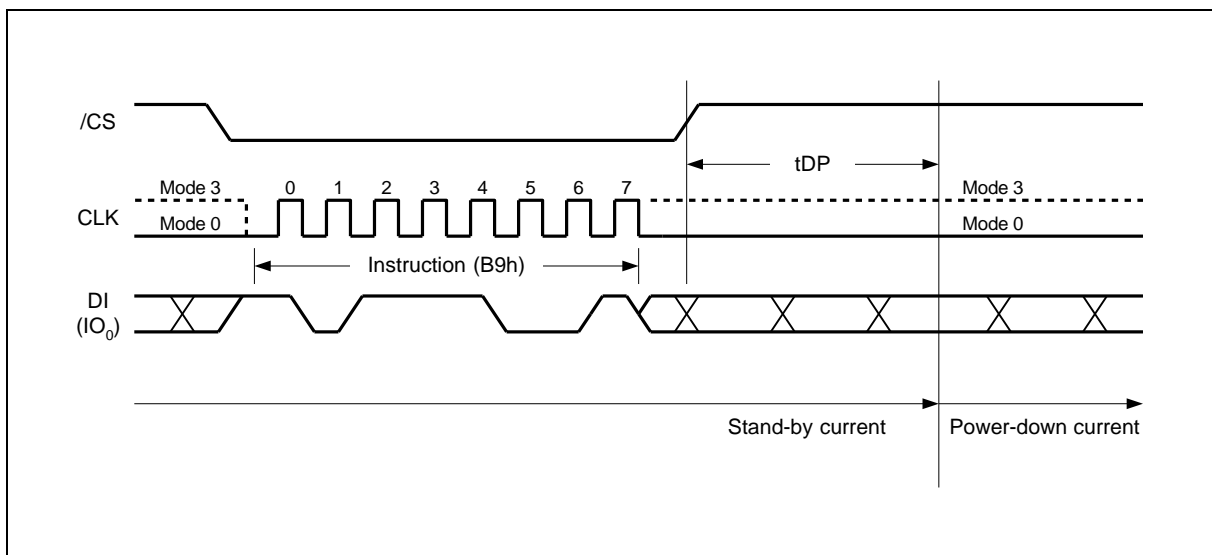 /CS
tDP
Mode 3
0 1 2 3 4 5 6 7
Mode 3
CLK
Mode 0
Mode 0
Instruction (B9h)
DI
(IO₀)
Stand-by current
Power-down current